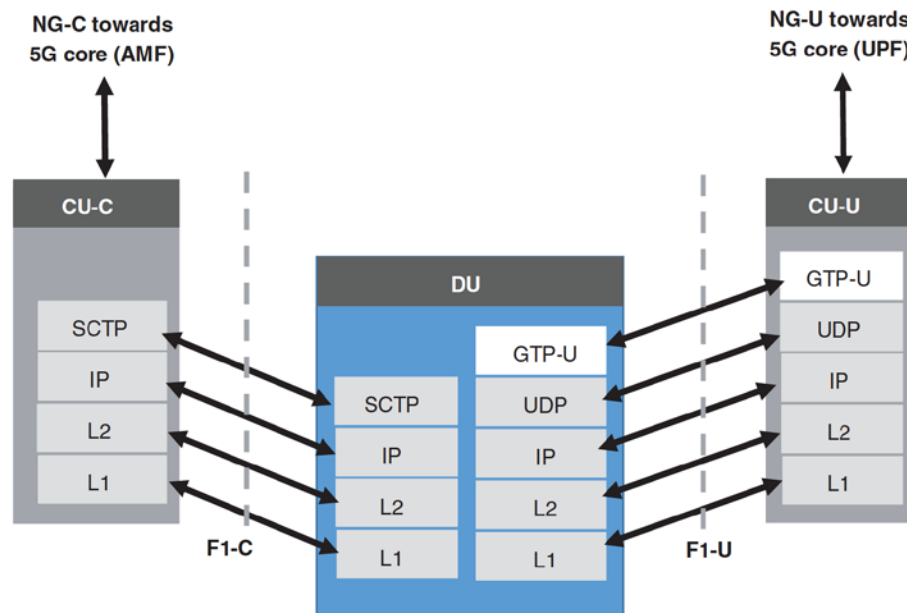 NG-C towards
5G core (AMF)
NG-U towards
5G core (UPF)
CU-C
SCTP
IP
L2
L1
F1-C
DU
SCTP
IP
L2
L1
GTP-U
UDP
IP
L2
L1
F1-U
CU-U
GTP-U
UDP
IP
L2
L1